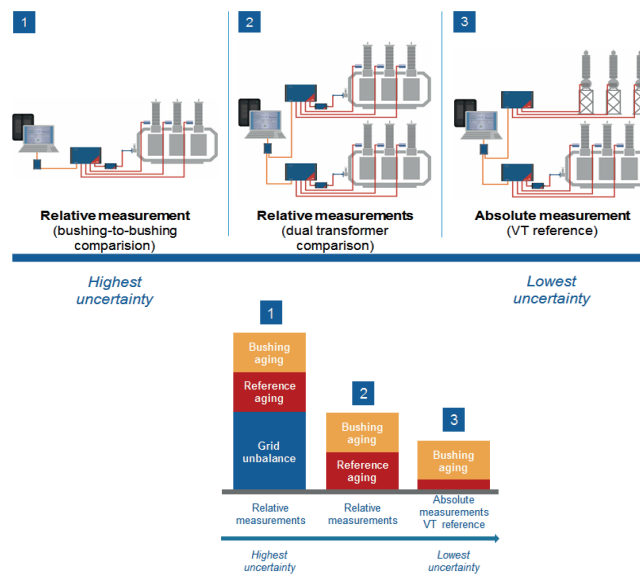 1
2
3
Relative measurement
(bushing-to-bushing
comparision)
Relative measurements
(dual transformer
comparison)
Absolute measurement
(VT reference)
Highest
uncertainty
Lowest
uncertainty
1
Bushing
aging
Reference
aging
Grid
unbalance
2
Bushing
aging
Reference
aging
3
Bushing
aging
Relative
measurements
Relative
measurements
Absolute
measurements
VT reference
Highest
uncertainty
Lowest
uncertainty